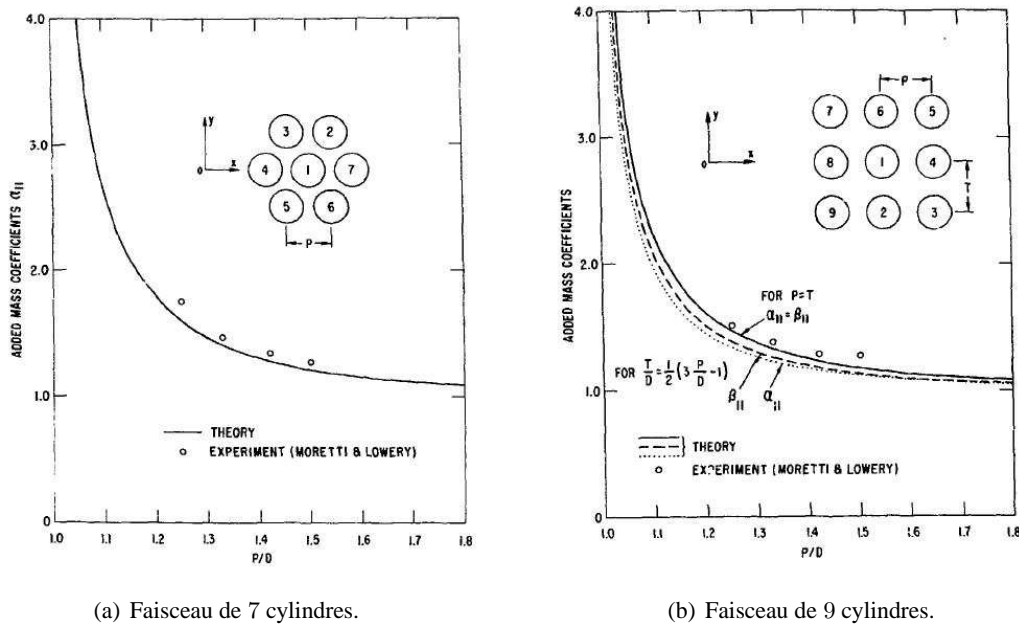 4.0
3.0
2.0
1.0
0
ADDED MASS COEFFICIENTS α₁₁
y
x
o
3
2
4
1
7
5
6
P
THEORY
EXPERIMENT (MORETTI & LOWERY)
1.0 1.1 1.2 1.3 1.4 1.5 1.6 1.7 1.8
P/D
(a) Faisceau de 7 cylindres.
4.0
3.0
2.0
1.0
0
ADDED MASS COEFFICIENTS
y
x
o
P
7 6 5
8 1 4
9 2 3
T
FOR P=T
α₁₁ = β₁₁
FOR T/D = 1/2 (3 P/D -1)
β₁₁ α₁₁
THEORY
EXPERIMENT (MORETTI & LOWERY)
1.0 1.1 1.2 1.3 1.4 1.5 1.6 1.7 1.8
P/D
(b) Faisceau de 9 cylindres.